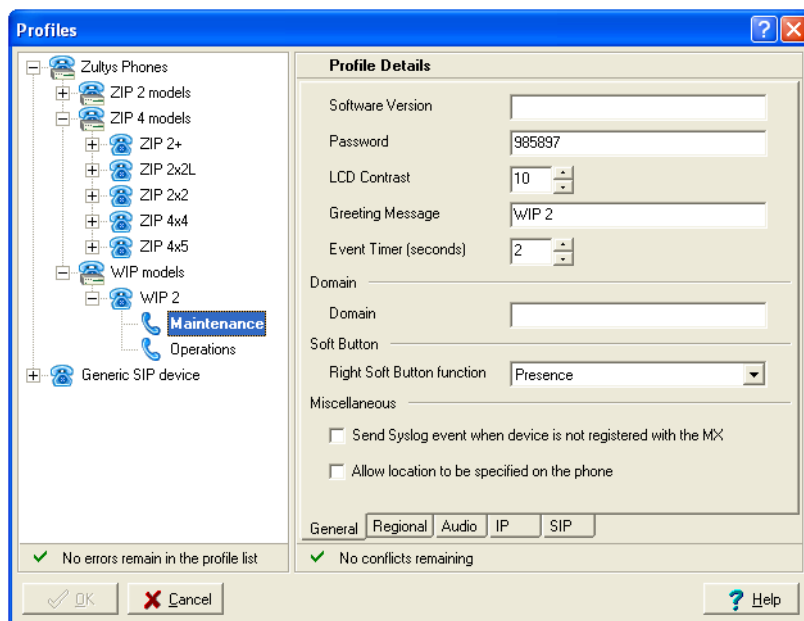 Profiles
Zultys Phones
ZIP 2 models
ZIP 4 models
ZIP 2+
ZIP 2x2L
ZIP 2x2
ZIP 4x4
ZIP 4x5
WIP models
WIP 2
Maintenance
Operations
Generic SIP device
No errors remain in the profile list
Profile Details
Software Version
Password 985897
LCD Contrast 10
Greeting Message WIP 2
Event Timer (seconds) 2
Domain
Domain
Soft Button
Right Soft Button function Presence
Miscellaneous
Send Syslog event when device is not registered with the MX
Allow location to be specified on the phone
General Regional Audio IP SIP
No conflicts remaining
OK Cancel ? Help